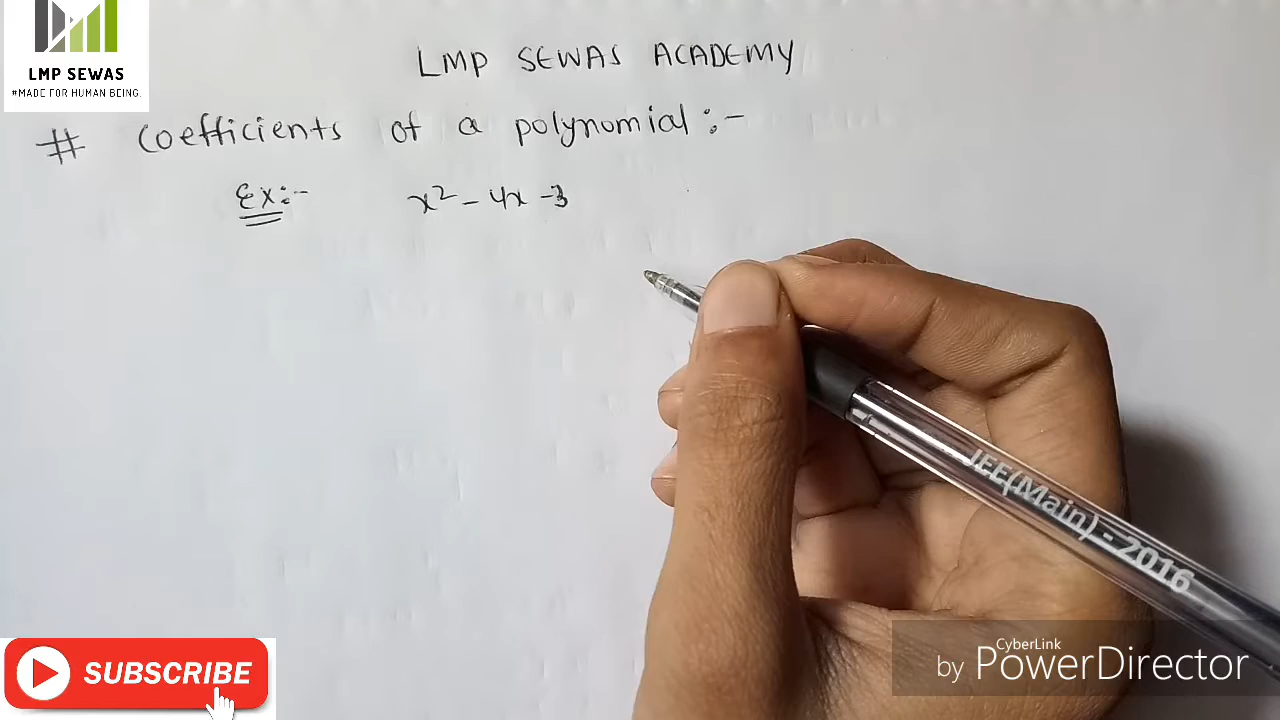 LMP SEWAS
#MADE FOR HUMAN BEING.
LMP SEWAS ACADEMY
# Coefficients of a polynomial :-
Ex:- x² - 4x - 3
JEE(Main) - 2016
SUBSCRIBE
CyberLink
by PowerDirector